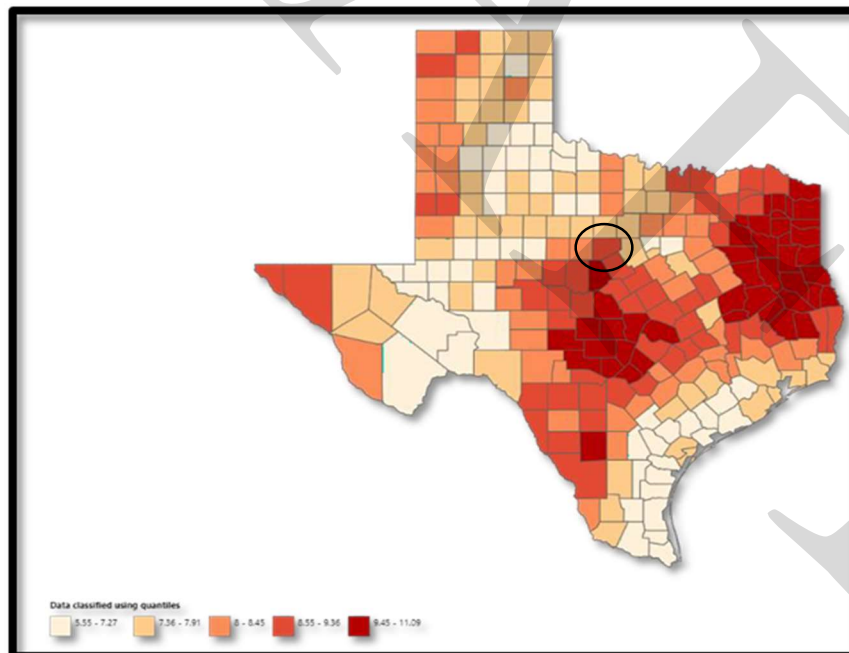 Data classified using quantiles
5.55 - 7.27 7.36 - 7.91 8 - 8.45 8.55 - 9.36 9.45 - 11.09